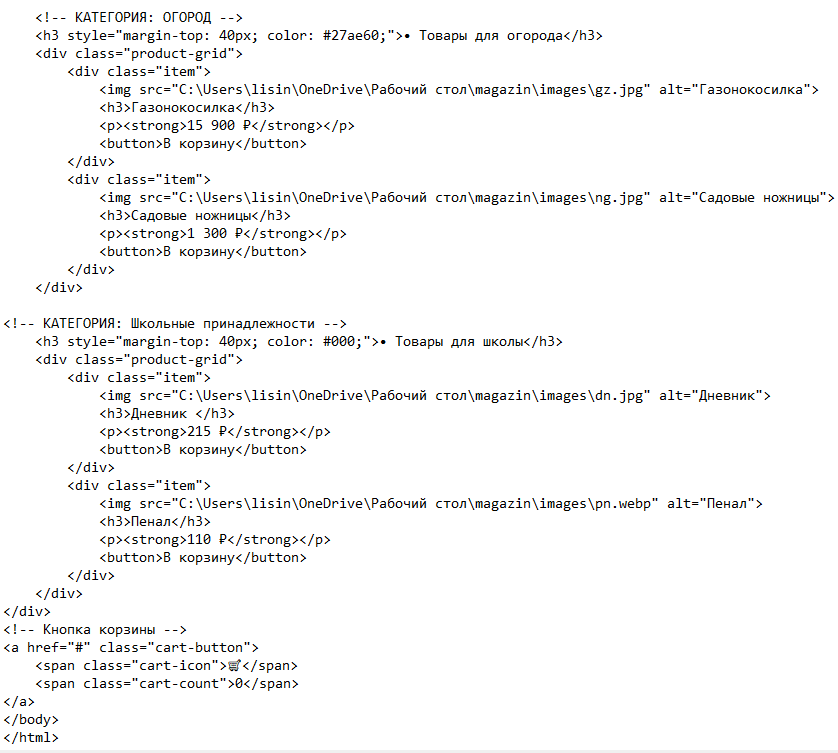 <!-- КАТЕГОРИЯ: ОГОРОД -->
<h3 style="margin-top: 40px; color: #27ae60;">• Товары для огорода</h3>
<div class="product-grid">
<div class="item">
<img src="C:\Users\lisin\OneDrive\Рабочий стол\magazin\images\gz.jpg" alt="Газонокосилка">
<h3>Газонокосилка</h3>
<p><strong>15 900 ₽</strong></p>
<button>В корзину</button>
</div>
<div class="item">
<img src="C:\Users\lisin\OneDrive\Рабочий стол\magazin\images\ng.jpg" alt="Садовые ножницы">
<h3>Садовые ножницы</h3>
<p><strong>1 300 ₽</strong></p>
<button>В корзину</button>
</div>
</div>
<!-- КАТЕГОРИЯ: Школьные принадлежности -->
<h3 style="margin-top: 40px; color: #000;">• Товары для школы</h3>
<div class="product-grid">
<div class="item">
<img src="C:\Users\lisin\OneDrive\Рабочий стол\magazin\images\dn.jpg" alt="Дневник">
<h3>Дневник </h3>
<p><strong>215 ₽</strong></p>
<button>В корзину</button>
</div>
<div class="item">
<img src="C:\Users\lisin\OneDrive\Рабочий стол\magazin\images\pn.webp" alt="Пенал">
<h3>Пенал</h3>
<p><strong>110 ₽</strong></p>
<button>В корзину</button>
</div>
</div>
</div>
<!-- Кнопка корзины -->
<a href="#" class="cart-button">
<span class="cart-icon">🛒</span>
<span class="cart-count">0</span>
</a>
</body>
</html>